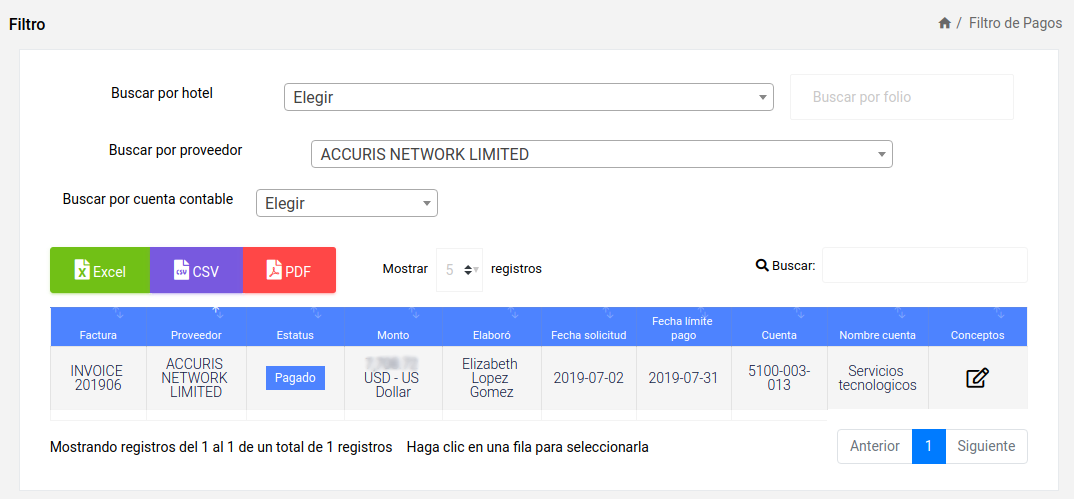 Filtro
/ Filtro de Pagos
Buscar por hotel
Elegir
Buscar por folio
Buscar por proveedor
ACCURIS NETWORK LIMITED
Buscar por cuenta contable
Elegir
Excel
CSV
PDF
Mostrar 5 registros
Buscar:
Factura Proveedor Estatus Monto Elaboró Fecha solicitud Fecha límite pago Cuenta Nombre cuenta Conceptos
INVOICE
201906
ACCURIS
NETWORK
LIMITED
Pagado
USD - US
Dollar
Elizabeth
Lopez
Gomez
2019-07-02
2019-07-31
5100-003-
013
Servicios
tecnologicos
Mostrando registros del 1 al 1 de un total de 1 registros Haga clic en una fila para seleccionarla
Anterior 1 Siguiente